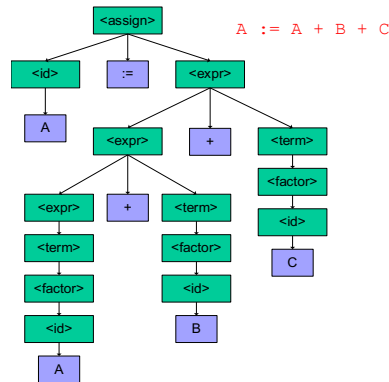 <assign>
A := A + B + C
<id>
:=
<expr>
A
<expr>
+
<term>
<expr>
+
<term>
<factor>
<term>
<factor>
<id>
<factor>
<id>
C
<id>
B
A